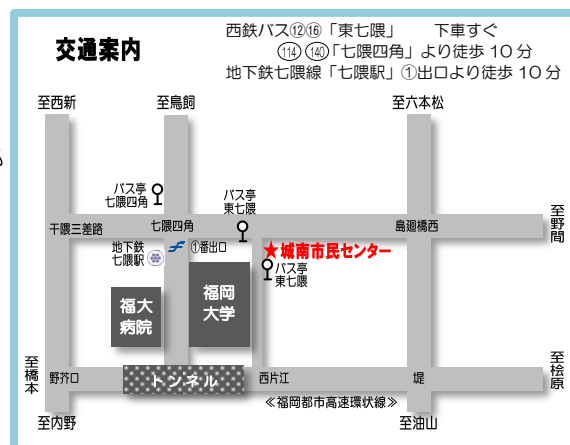 交通案内
西鉄バス⑫⑯「東七隈」 下車すぐ
(114) (140)「七隈四角」より徒歩 10 分
地下鉄七隈線「七隈駅」①出口より徒歩 10 分
至西新
至鳥飼
至六本松
バス亭
七隈四角
バス亭
東七隈
至野間
干隈三差路
七隈四角
島廻橋西
地下鉄
七隈駅
①番出口
★城南市民センター
バス亭
東七隈
福大
病院
福岡
大学
至橋本
野芥口
トンネル
西片江
堤
至桧原
≪福岡都市高速環状線≫
至内野
至油山